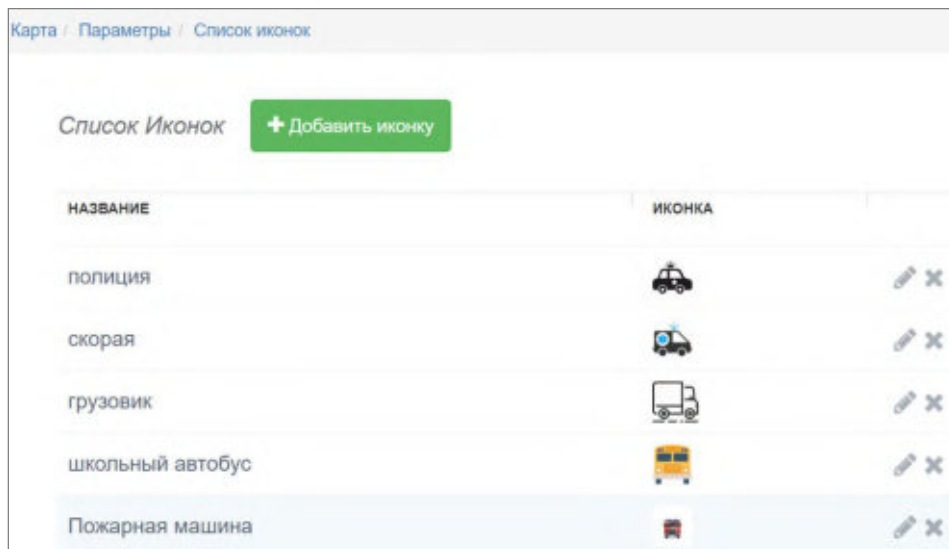 Карта / Параметры / Список иконок
Список Иконок + Добавить иконку
НАЗВАНИЕ ИКОНКА
полиция
скорая
грузовик
школьный автобус
Пожарная машина